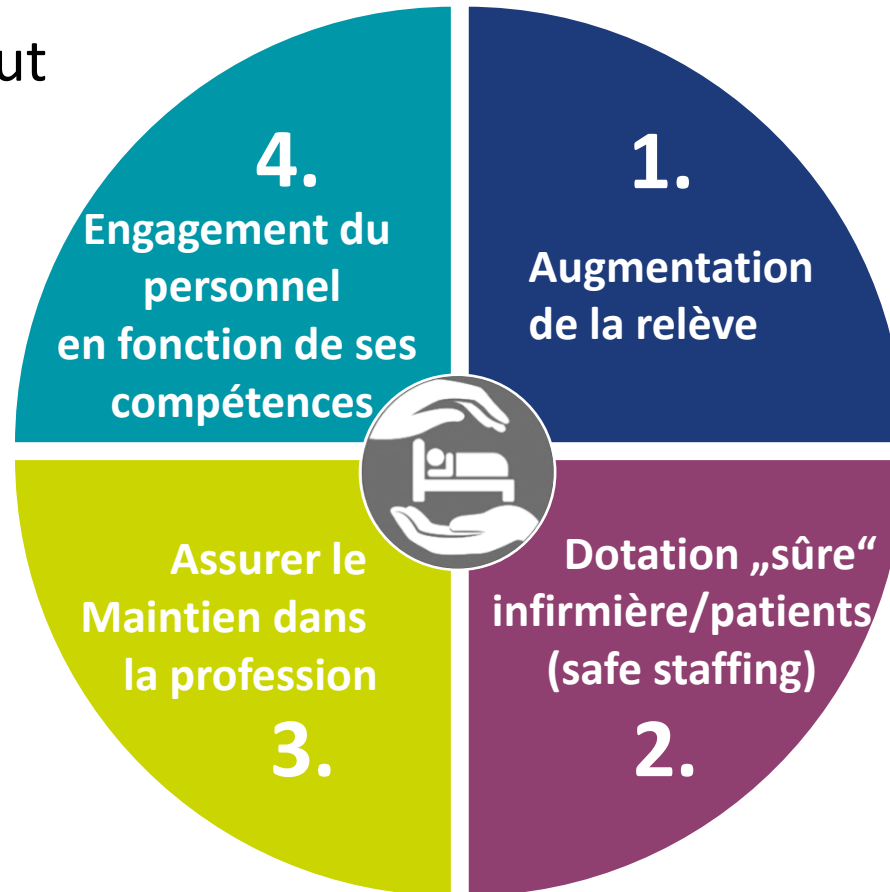 1.
Augmentation
de la relève
Dotation „sûre“
infirmière/patients
(safe staffing)
2.
Assurer le
Maintien dans
la profession
3.
4.
Engagement du
personnel
en fonction de ses
compétences